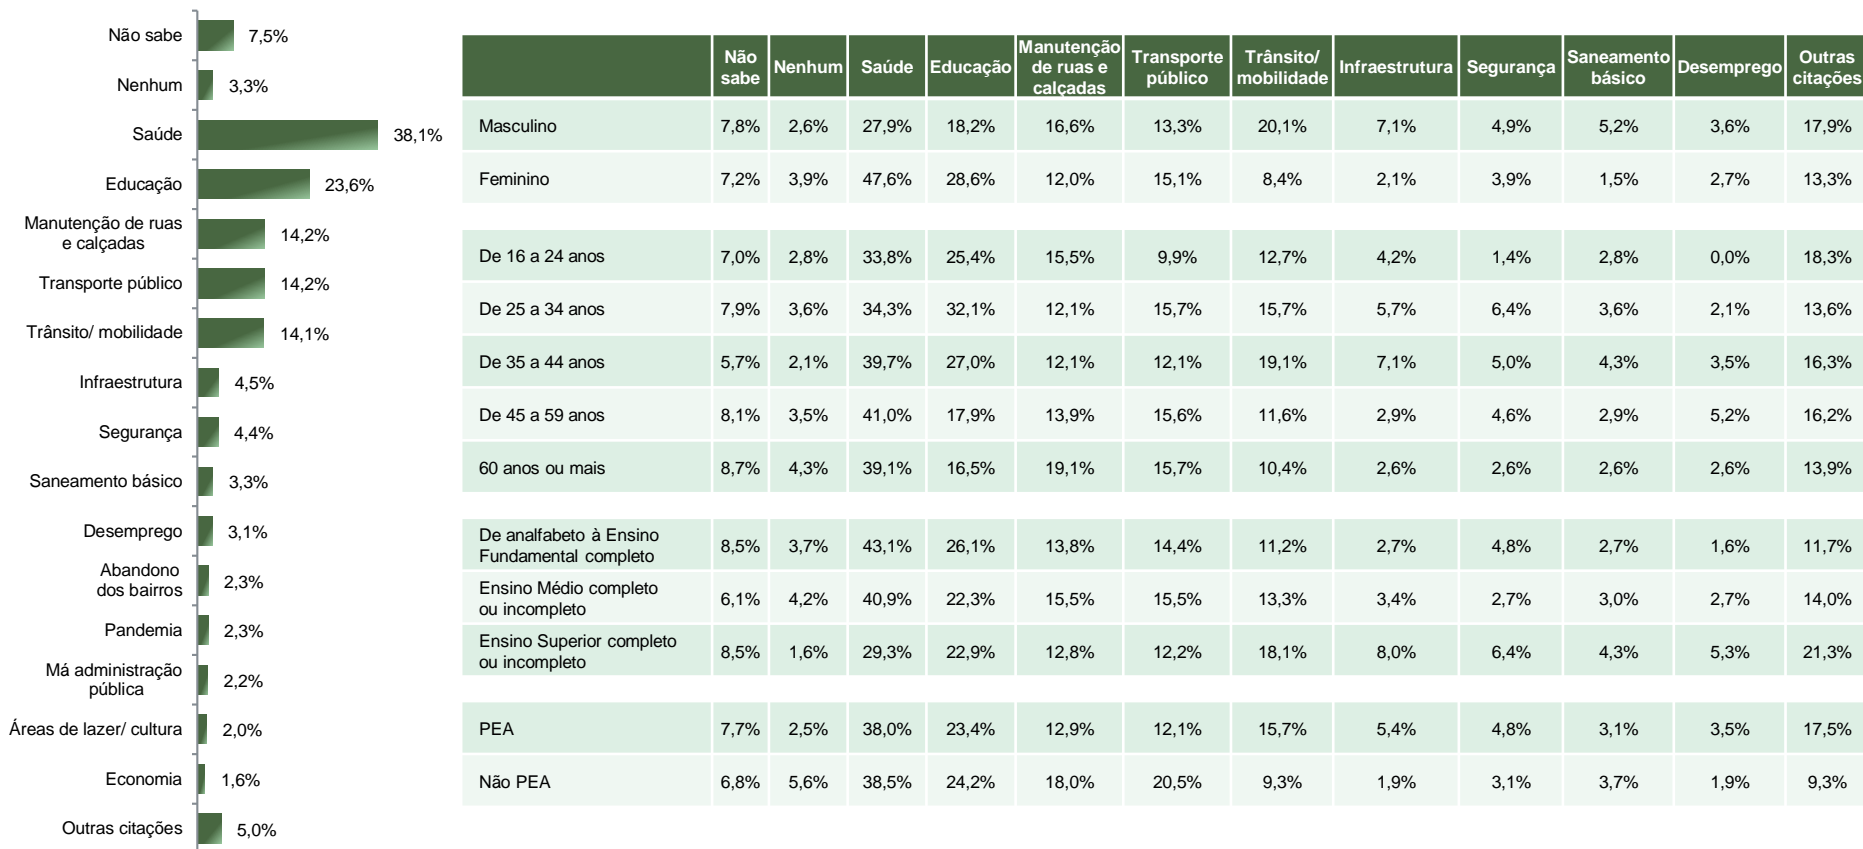 Não sabe 7,5%
Nenhum 3,3%
Saúde 38,1%
Educação 23,6%
Manutenção de ruas
e calçadas 14,2%
Transporte público 14,2%
Trânsito/ mobilidade 14,1%
Infraestrutura 4,5%
Segurança 4,4%
Saneamento básico 3,3%
Desemprego 3,1%
Abandono
dos bairros 2,3%
Pandemia 2,3%
Má administração
pública 2,2%
Áreas de lazer/ cultura 2,0%
Economia 1,6%
Outras citações 5,0%
Não sabe Nenhum Saúde Educação Manutenção de ruas e calçadas Transporte público Trânsito/ mobilidade Infraestrutura Segurança Saneamento básico Desemprego Outras citações
Masculino 7,8% 2,6% 27,9% 18,2% 16,6% 13,3% 20,1% 7,1% 4,9% 5,2% 3,6% 17,9%
Feminino 7,2% 3,9% 47,6% 28,6% 12,0% 15,1% 8,4% 2,1% 3,9% 1,5% 2,7% 13,3%
De 16 a 24 anos 7,0% 2,8% 33,8% 25,4% 15,5% 9,9% 12,7% 4,2% 1,4% 2,8% 0,0% 18,3%
De 25 a 34 anos 7,9% 3,6% 34,3% 32,1% 12,1% 15,7% 15,7% 5,7% 6,4% 3,6% 2,1% 13,6%
De 35 a 44 anos 5,7% 2,1% 39,7% 27,0% 12,1% 12,1% 19,1% 7,1% 5,0% 4,3% 3,5% 16,3%
De 45 a 59 anos 8,1% 3,5% 41,0% 17,9% 13,9% 15,6% 11,6% 2,9% 4,6% 2,9% 5,2% 16,2%
60 anos ou mais 8,7% 4,3% 39,1% 16,5% 19,1% 15,7% 10,4% 2,6% 2,6% 2,6% 2,6% 13,9%
De analfabeto à Ensino
Fundamental completo 8,5% 3,7% 43,1% 26,1% 13,8% 14,4% 11,2% 2,7% 4,8% 2,7% 1,6% 11,7%
Ensino Médio completo
ou incompleto 6,1% 4,2% 40,9% 22,3% 15,5% 15,5% 13,3% 3,4% 2,7% 3,0% 2,7% 14,0%
Ensino Superior completo
ou incompleto 8,5% 1,6% 29,3% 22,9% 12,8% 12,2% 18,1% 8,0% 6,4% 4,3% 5,3% 21,3%
PEA 7,7% 2,5% 38,0% 23,4% 12,9% 12,1% 15,7% 5,4% 4,8% 3,1% 3,5% 17,5%
Não PEA 6,8% 5,6% 38,5% 24,2% 18,0% 20,5% 9,3% 1,9% 3,1% 3,7% 1,9% 9,3%